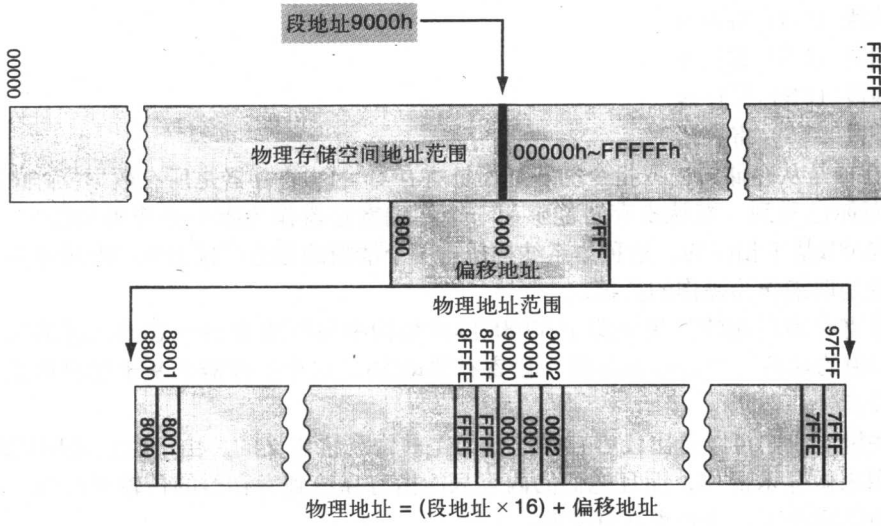 段地址9000h
00000
FFFFF
物理存储空间地址范围
00000h~FFFFFh
8000
0000
7FFF
偏移地址
物理地址范围
88000
88001
8FFFE
8FFFF
90000
90001
90002
97FFF
8000
8001
FFFF
FFFF
0000
0001
0002
7FFE
7FFF
物理地址 = (段地址 × 16) + 偏移地址